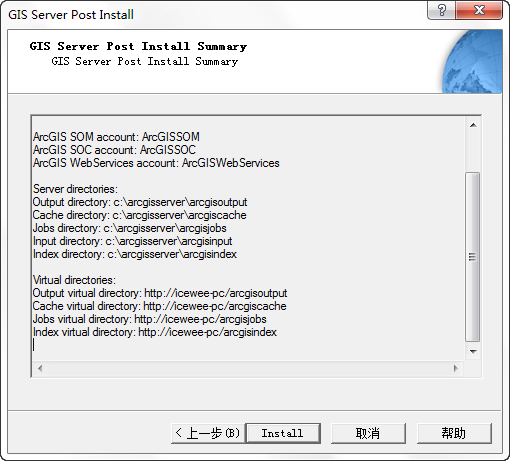 GIS Server Post Install
GIS Server Post Install Summary
GIS Server Post Install Summary
ArcGIS SOM account: ArcGISSOM
ArcGIS SOC account: ArcGISSOC
ArcGIS WebServices account: ArcGISWebServices
Server directories:
Output directory: c:\arcgisserver\arcgisoutput
Cache directory: c:\arcgisserver\arcgiscache
Jobs directory: c:\arcgisserver\arcgisjobs
Input directory: c:\arcgisserver\arcgisinput
Index directory: c:\arcgisserver\arcgisindex
Virtual directories:
Output virtual directory: http://icewee-pc/arcgisoutput
Cache virtual directory: http://icewee-pc/arcgiscache
Jobs virtual directory: http://icewee-pc/arcgisjobs
Index virtual directory: http://icewee-pc/arcgisindex
< 上一步(B) Install 取消 帮助